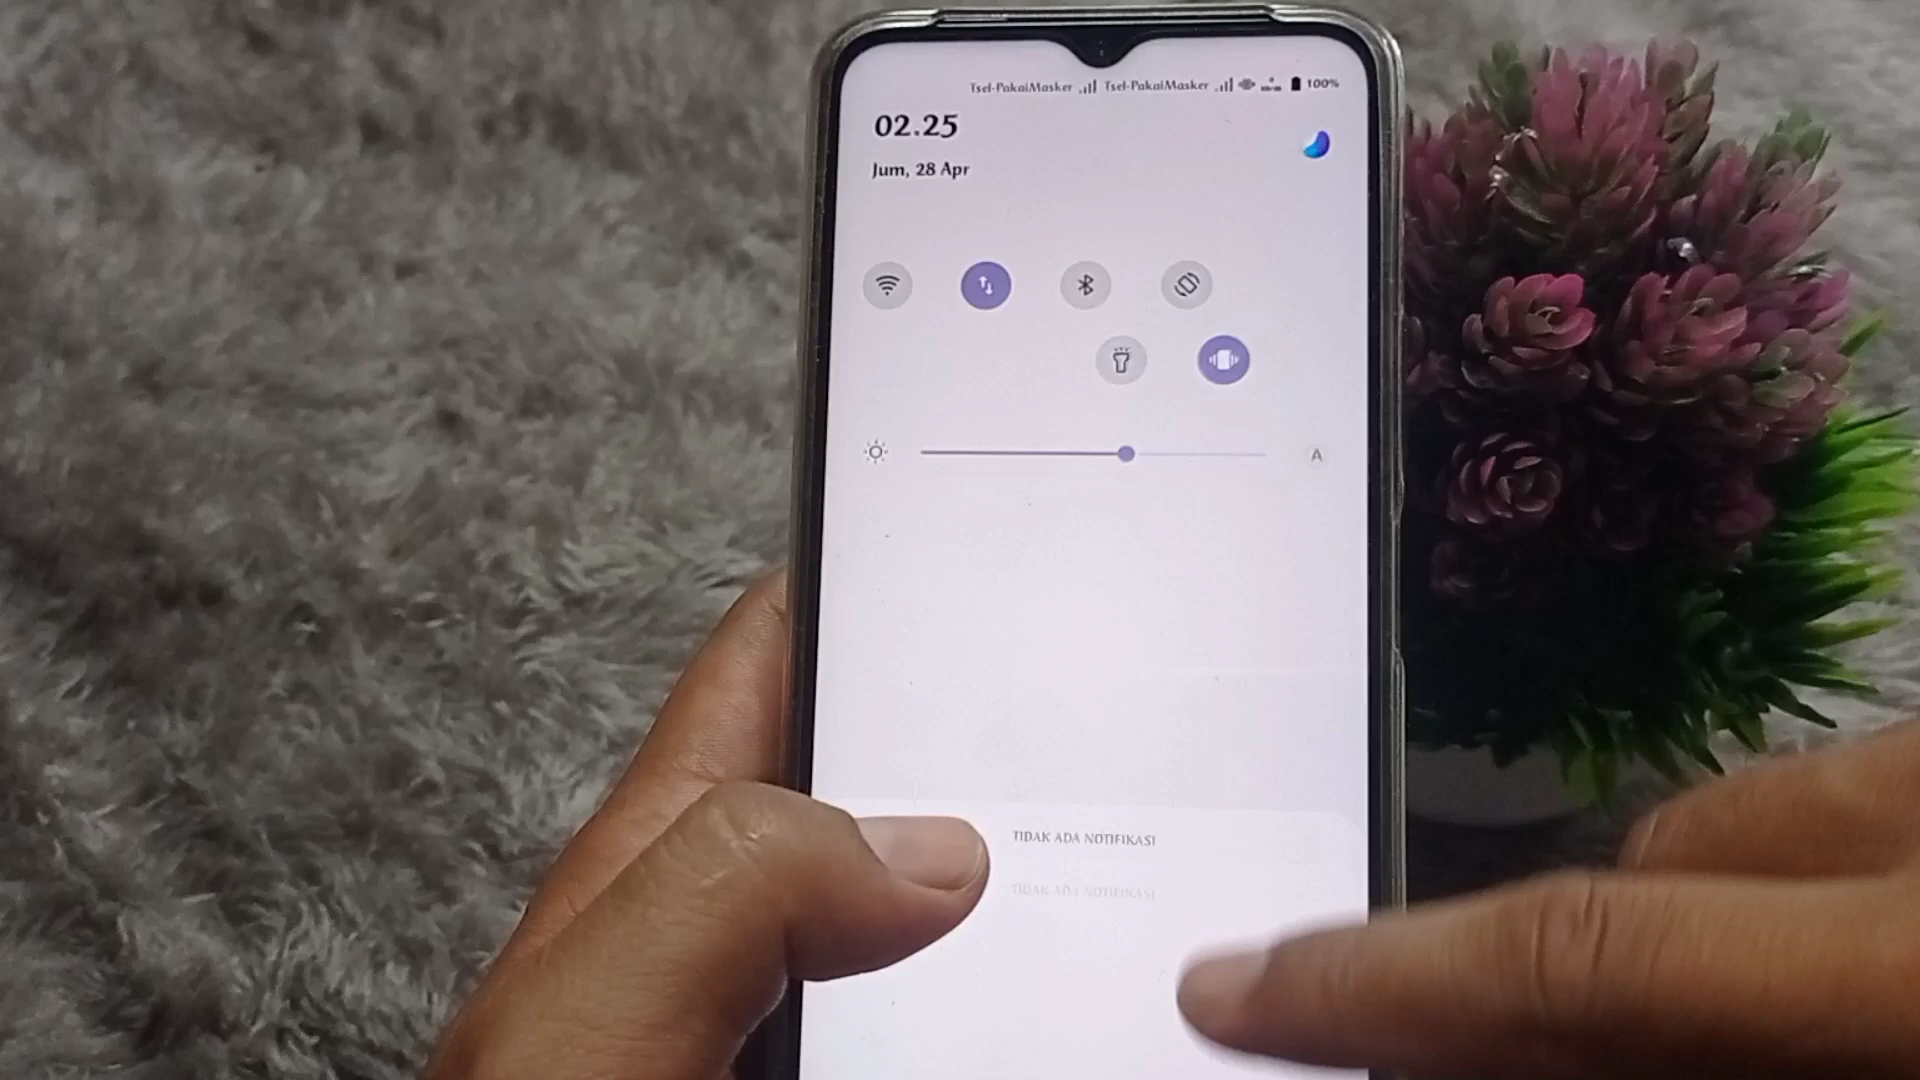 Tsel-PakaiMasker Tsel-PakaiMasker 100%
02.25
Jum, 28 Apr
A
TIDAK ADA NOTIFIKASI
TIDAK ADA NOTIFIKASI